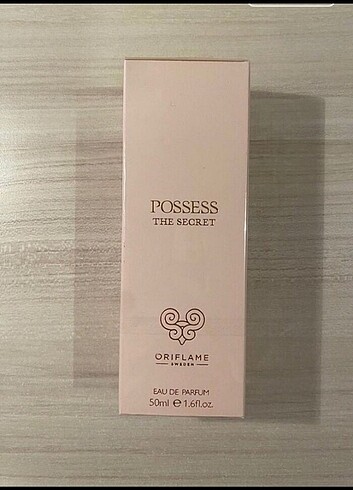 POSSESS
THE SECRET
ORIFLAME
SWEDEN
EAU DE PARFUM
50ml ℮ 1.6fl.oz.